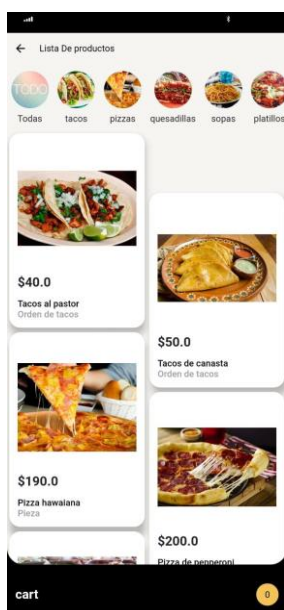 Lista De productos
TODO
Todas
tacos
pizzas
quesadillas
sopas
platillos
$40.0
Tacos al pastor
Orden de tacos
$50.0
Tacos de canasta
Orden de tacos
$190.0
Pizza hawaiana
Pieza
$200.0
Pizza de pepperoni
cart
0